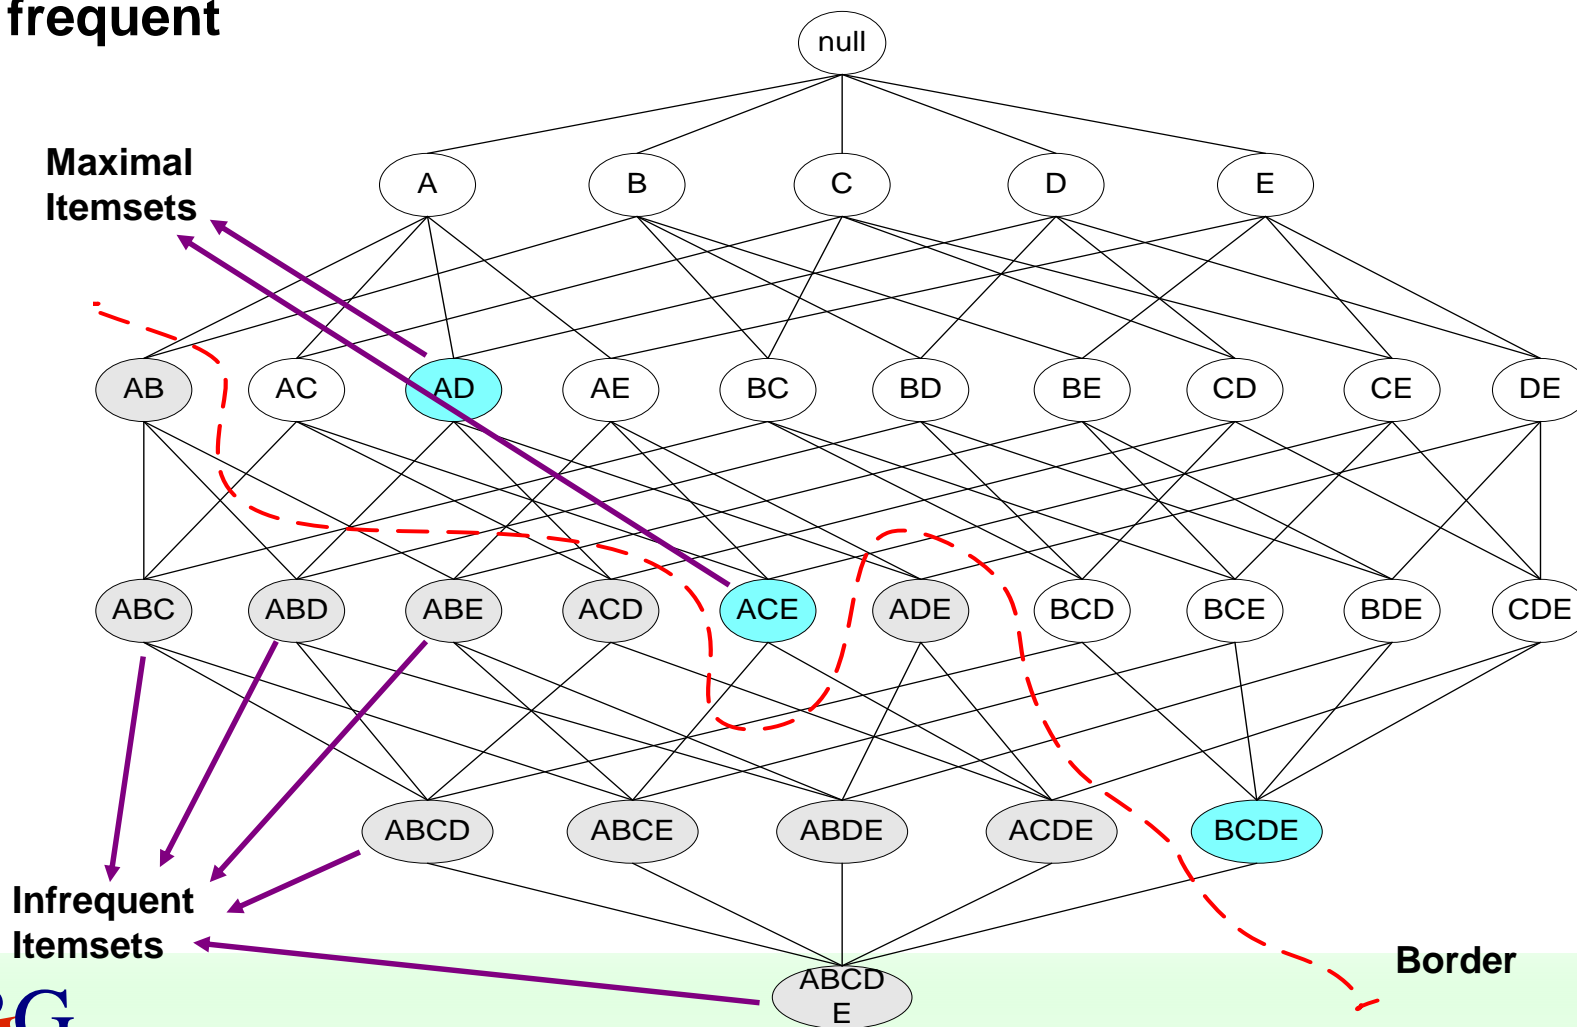 frequent
null
Maximal
Itemsets
A B C D E
AB AC AD AE BC BD BE CD CE DE
ABC ABD ABE ACD ACE ADE BCD BCE BDE CDE
ABCD ABCE ABDE ACDE BCDE
Infrequent
Itemsets
Border
ABCD
E
G